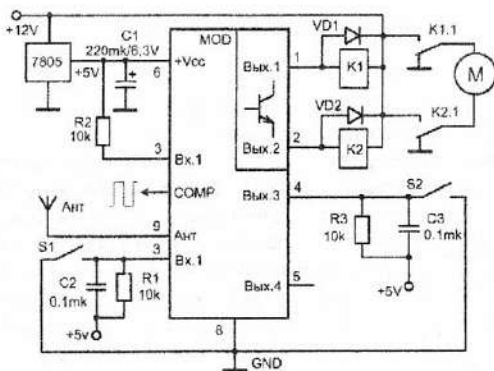 +12V
C1
220mk/6,3V
MOD
VD1
K1.1
7805
+5V
6
+Vcc
Вых.1
1
K1
M
R2
10k
VD2
K2.1
3
Вх.1
Вых.2
2
K2
COMP
Вых.3
4
S2
Ант
9
Ант
R3
10k
C3
0.1mk
S1
3
Вх.1
C2
0.1mk
R1
10k
Вых.4
5
+5v
+5V
8
GND